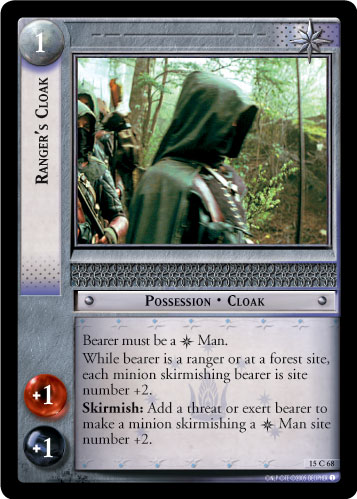 1
RANGER'S CLOAK
POSSESSION • CLOAK
Bearer must be a Man.
While bearer is a ranger or at a forest site,
each minion skirmishing bearer is site
number +2.
Skirmish: Add a threat or exert bearer to
make a minion skirmishing a Man site
number +2.
+1
+1
15 C 68